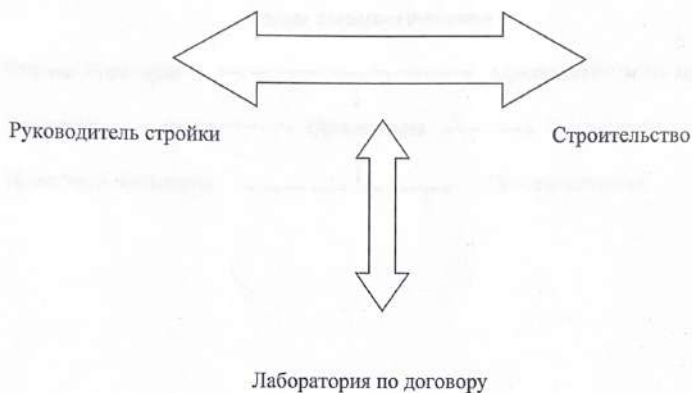 Руководитель стройки
Строительство
Лаборатория по договору